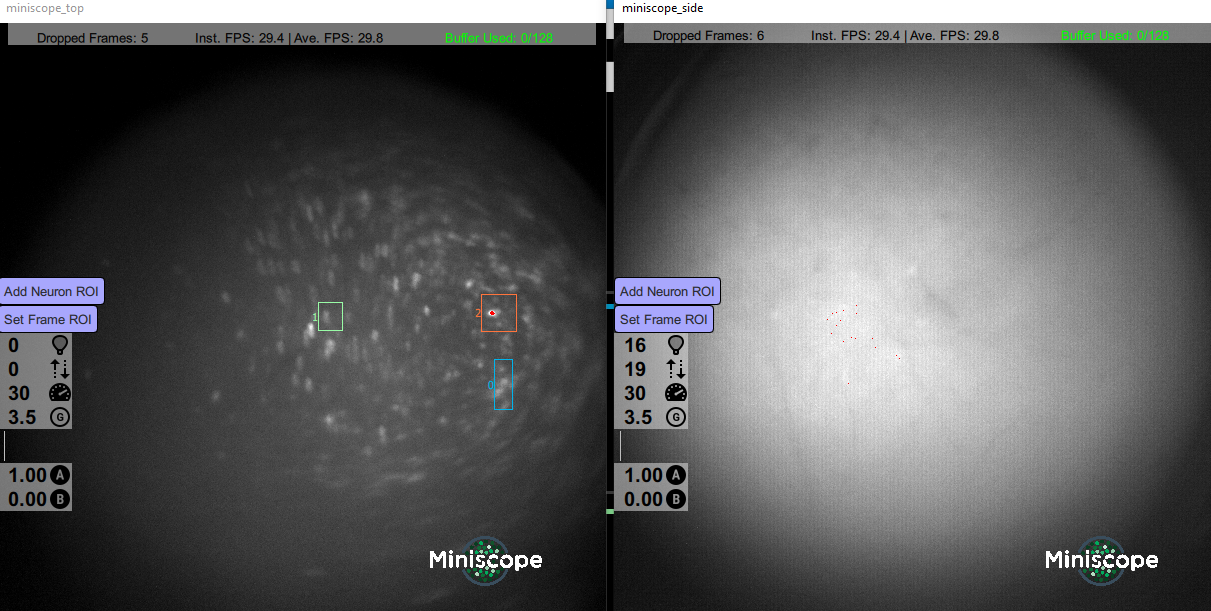 miniscope_top
Dropped Frames: 5 Inst. FPS: 29.4 | Ave. FPS: 29.8 Buffer Used: 0/128
Add Neuron ROI
Set Frame ROI
0
0
30
3.5 G
1.00 A
0.00 B
1
2
0
Miniscope
miniscope_side
Dropped Frames: 6 Inst. FPS: 29.4 | Ave. FPS: 29.8 Buffer Used: 0/128
Add Neuron ROI
Set Frame ROI
16
19
30
3.5 G
1.00 A
0.00 B
Miniscope